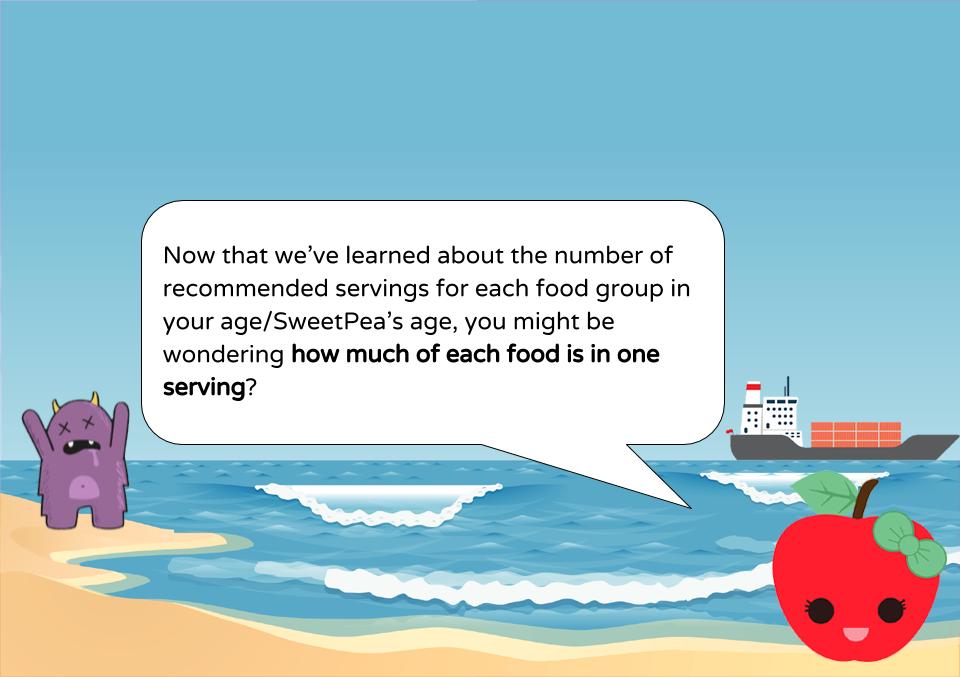 Now that we’ve learned about the number of
recommended servings for each food group in
your age/SweetPea’s age, you might be
wondering how much of each food is in one
serving?